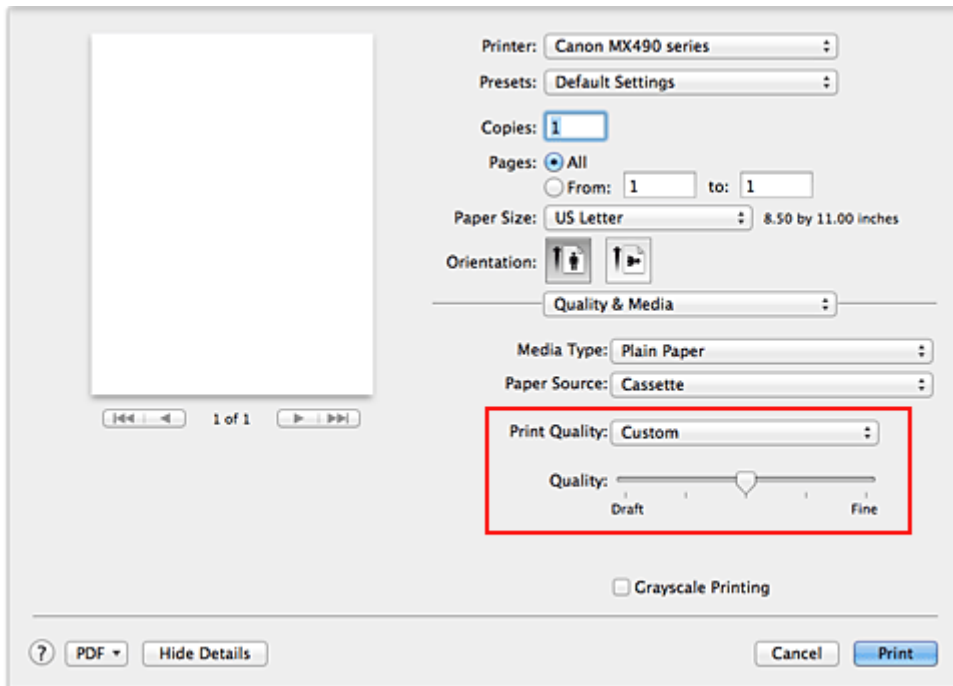 Printer: Canon MX490 series
Presets: Default Settings
Copies: 1
Pages: All
From: 1 to: 1
Paper Size: US Letter 8.50 by 11.00 inches
Orientation:
Quality & Media
Media Type: Plain Paper
Paper Source: Cassette
1 of 1
Print Quality: Custom
Quality:
Draft Fine
Grayscale Printing
? PDF Hide Details Cancel Print